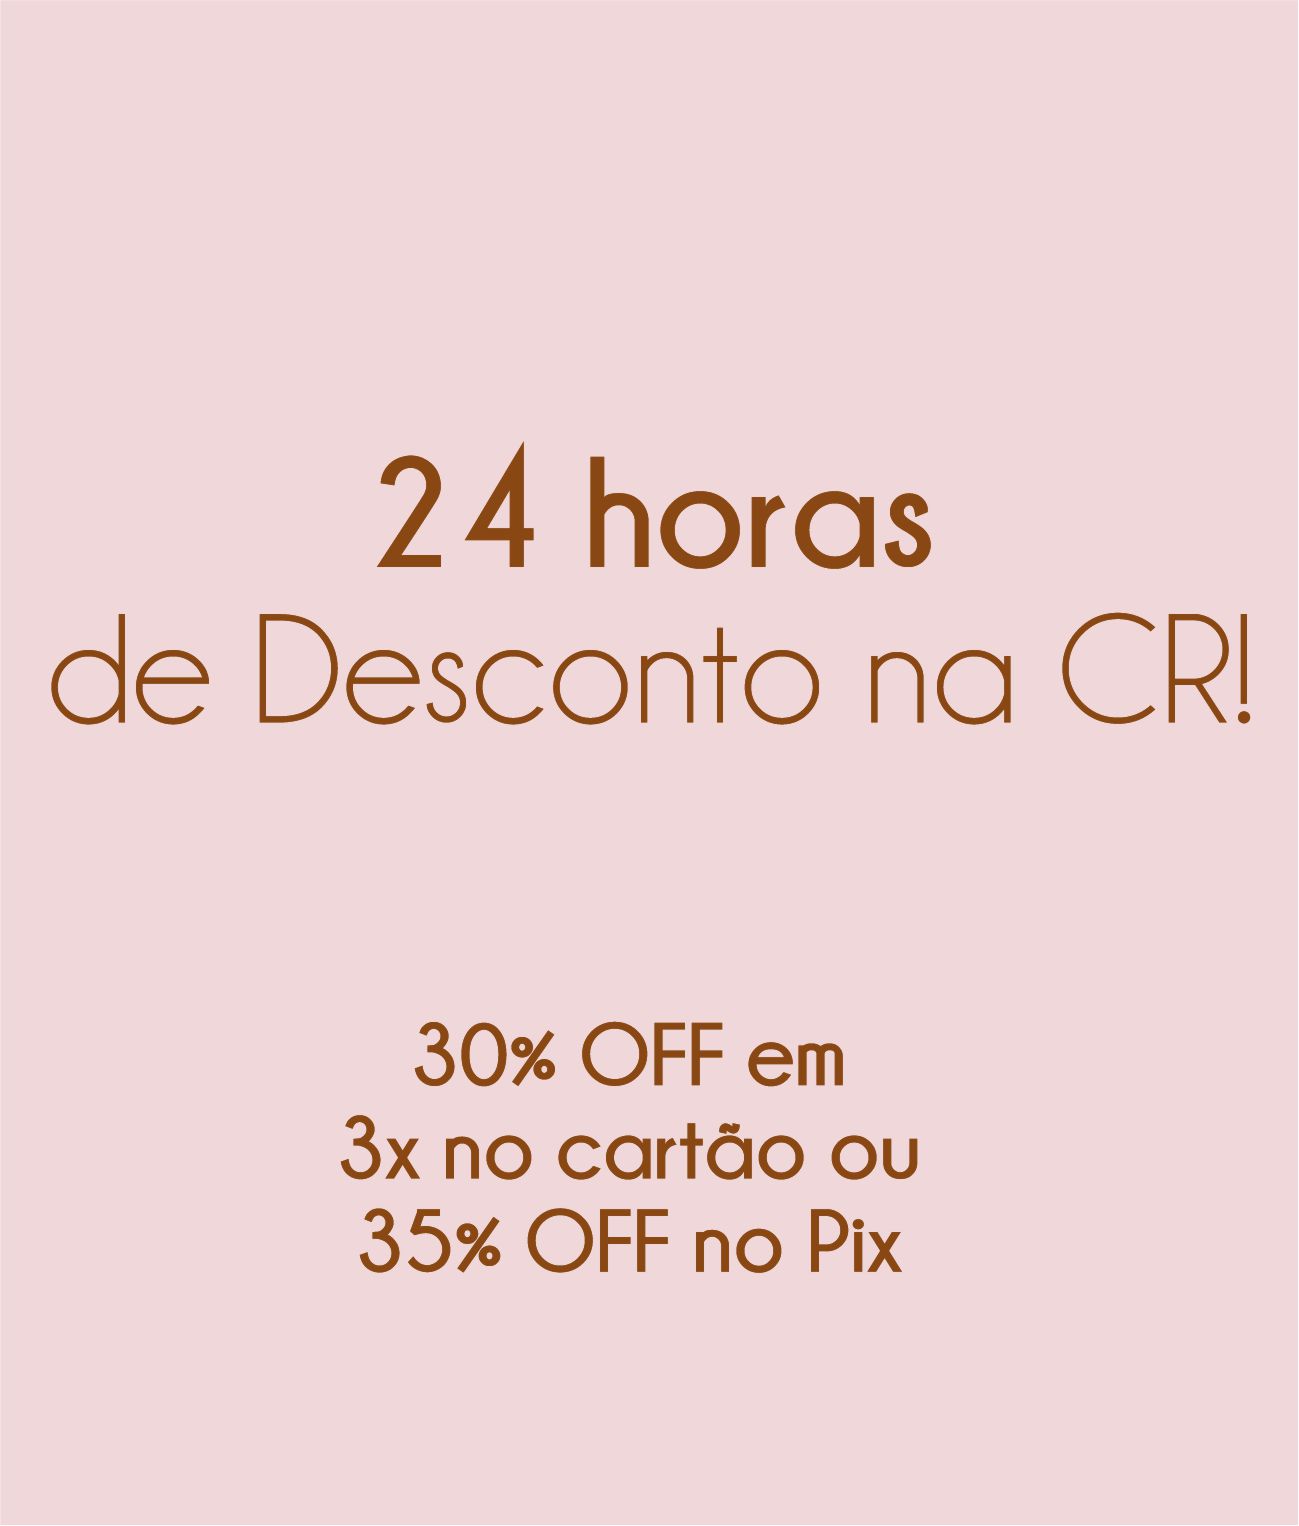 24 horas
de Desconto na CR!
30% OFF em
3x no cartão ou
35% OFF no Pix